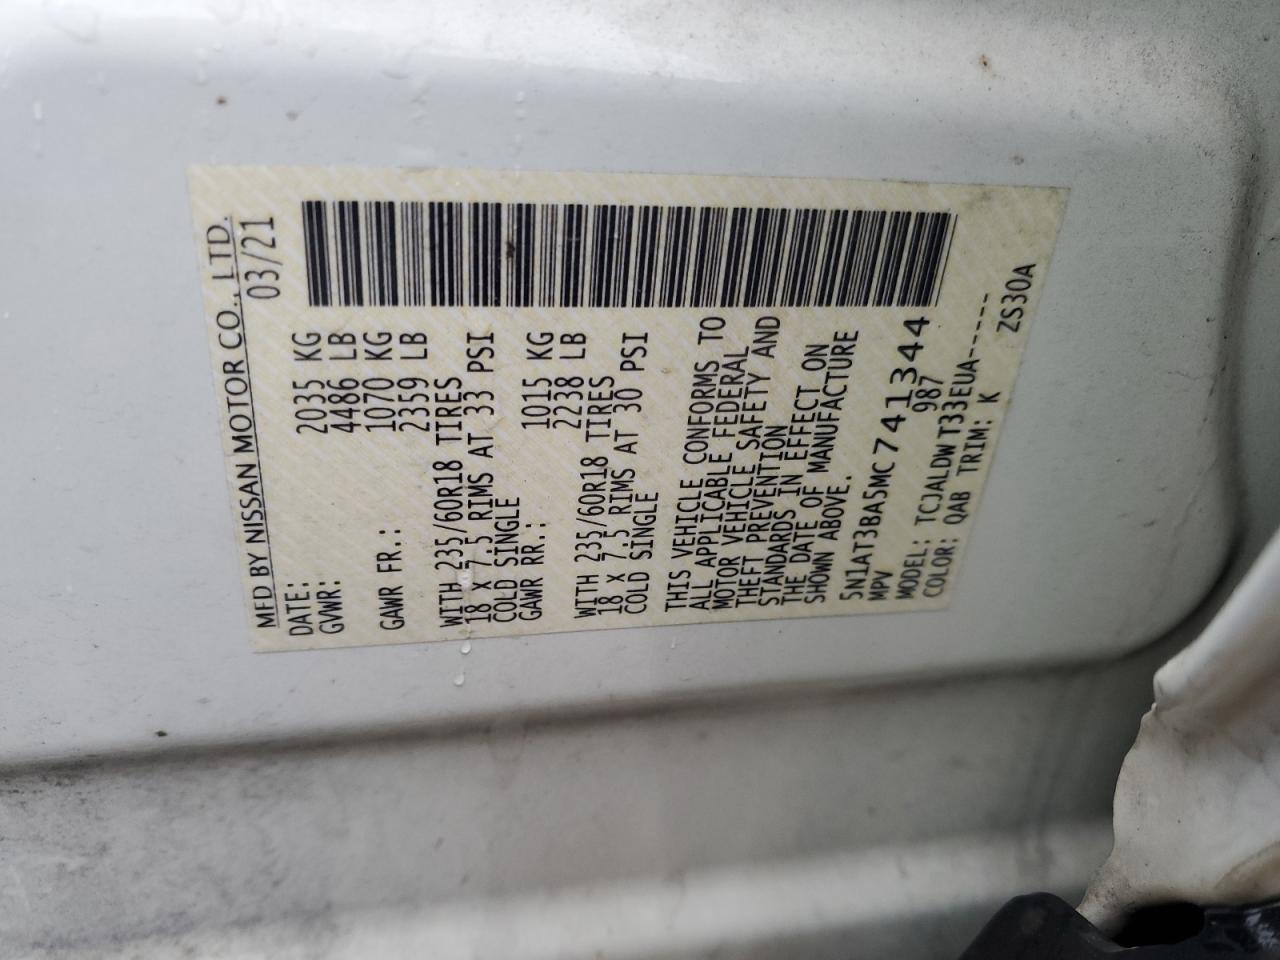 MFD BY NISSAN MOTOR CO., LTD.
DATE: 03/21
GVWR: 2035 KG
4486 LB
GAWR FR.: 1070 KG
2359 LB
WITH 235/60R18 TIRES
18 X 7.5 RIMS AT 33 PSI
COLD SINGLE
GAWR RR.: 1015 KG
2238 LB
WITH 235/60R18 TIRES
18 X 7.5 RIMS AT 30 PSI
COLD SINGLE
THIS VEHICLE CONFORMS TO
ALL APPLICABLE FEDERAL
MOTOR VEHICLE SAFETY AND
THEFT PREVENTION
STANDARDS IN EFFECT ON
THE DATE OF MANUFACTURE
SHOWN ABOVE.
5N1AT3BA5MC741344
MPV 987
MODEL: TCJALDWT33EUA-----
COLOR: QAB TRIM: K ZS30A